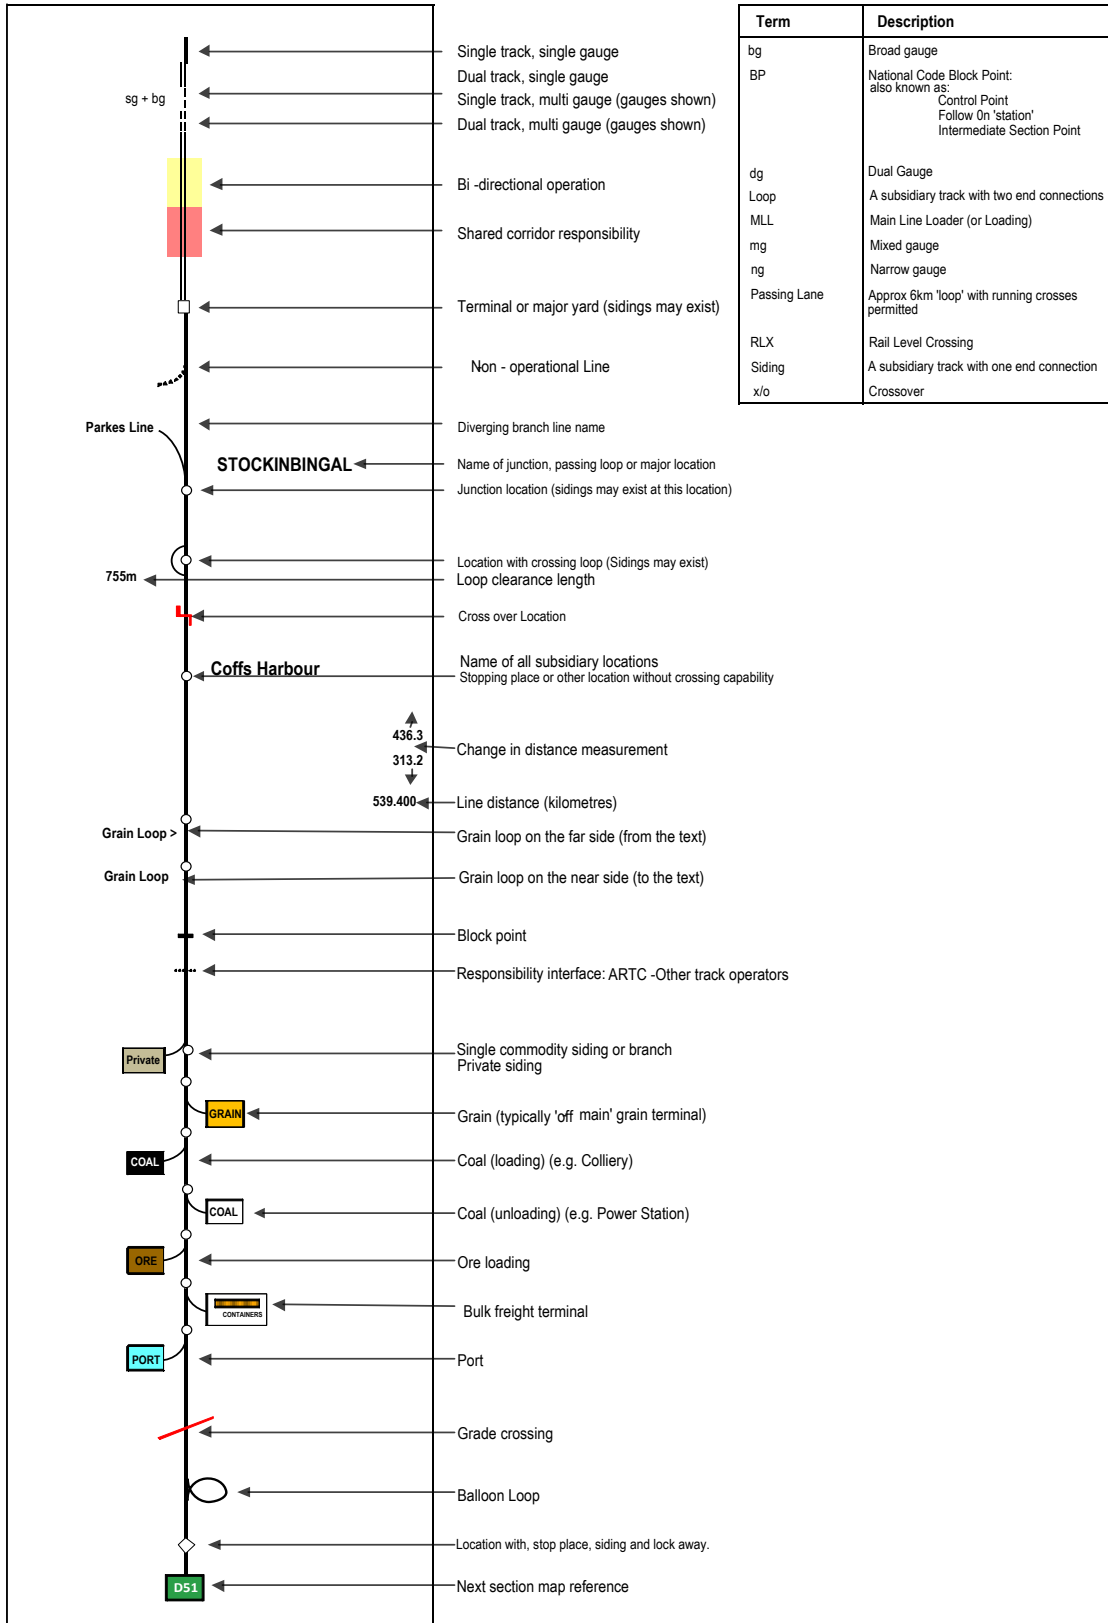 Single track, single gauge
Dual track, single gauge
sg + bg
Single track, multi gauge (gauges shown)
Dual track, multi gauge (gauges shown)
Bi -directional operation
Shared corridor responsibility
Terminal or major yard (sidings may exist)
Non - operational Line
Parkes Line
Diverging branch line name
STOCKINBINGAL
Name of junction, passing loop or major location
Junction location (sidings may exist at this location)
Location with crossing loop (Sidings may exist)
755m
Loop clearance length
Cross over Location
Coffs Harbour
Name of all subsidiary locations
Stopping place or other location without crossing capability
436.3
313.2
Change in distance measurement
539.400
Line distance (kilometres)
Grain Loop >
Grain loop on the far side (from the text)
Grain Loop
Grain loop on the near side (to the text)
Block point
Responsibility interface: ARTC -Other track operators
Private
Single commodity siding or branch
Private siding
GRAIN
Grain (typically 'off main' grain terminal)
COAL
Coal (loading) (e.g. Colliery)
COAL
Coal (unloading) (e.g. Power Station)
ORE
Ore loading
CONTAINERS
Bulk freight terminal
PORT
Port
Grade crossing
Balloon Loop
Location with, stop place, siding and lock away.
D51
Next section map reference
Term Description
bg Broad gauge
BP National Code Block Point:
also known as:
Control Point
Follow 0n 'station'
Intermediate Section Point
dg Dual Gauge
Loop A subsidiary track with two end connections
MLL Main Line Loader (or Loading)
mg Mixed gauge
ng Narrow gauge
Passing Lane Approx 6km 'loop' with running crosses
permitted
RLX Rail Level Crossing
Siding A subsidiary track with one end connection
x/o Crossover